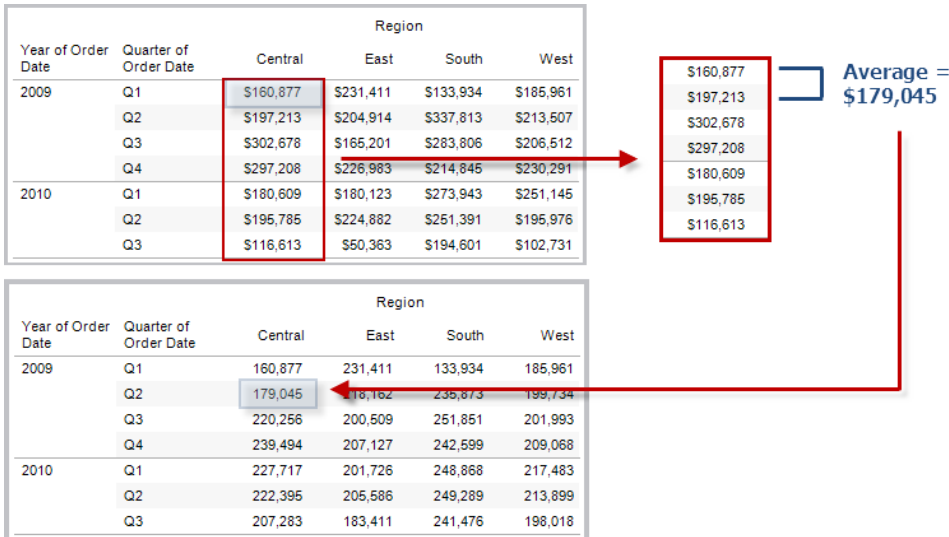 Region
Year of Order Date Quarter of Order Date Central East South West
2009 Q1 $160,877 $231,411 $133,934 $185,961
Q2 $197,213 $204,914 $337,813 $213,507
Q3 $302,678 $165,201 $283,806 $206,512
Q4 $297,208 $226,983 $214,845 $230,291
2010 Q1 $180,609 $180,123 $273,943 $251,145
Q2 $195,785 $224,882 $251,391 $195,976
Q3 $116,613 $50,363 $194,601 $102,731
$160,877
$197,213
$302,678
$297,208
$180,609
$195,785
$116,613
Average =
$179,045
Region
Year of Order Date Quarter of Order Date Central East South West
2009 Q1 160,877 231,411 133,934 185,961
Q2 179,045 218,162 235,873 199,734
Q3 220,256 200,509 251,851 201,993
Q4 239,494 207,127 242,599 209,068
2010 Q1 227,717 201,726 248,868 217,483
Q2 222,395 205,586 249,289 213,899
Q3 207,283 183,411 241,476 198,018